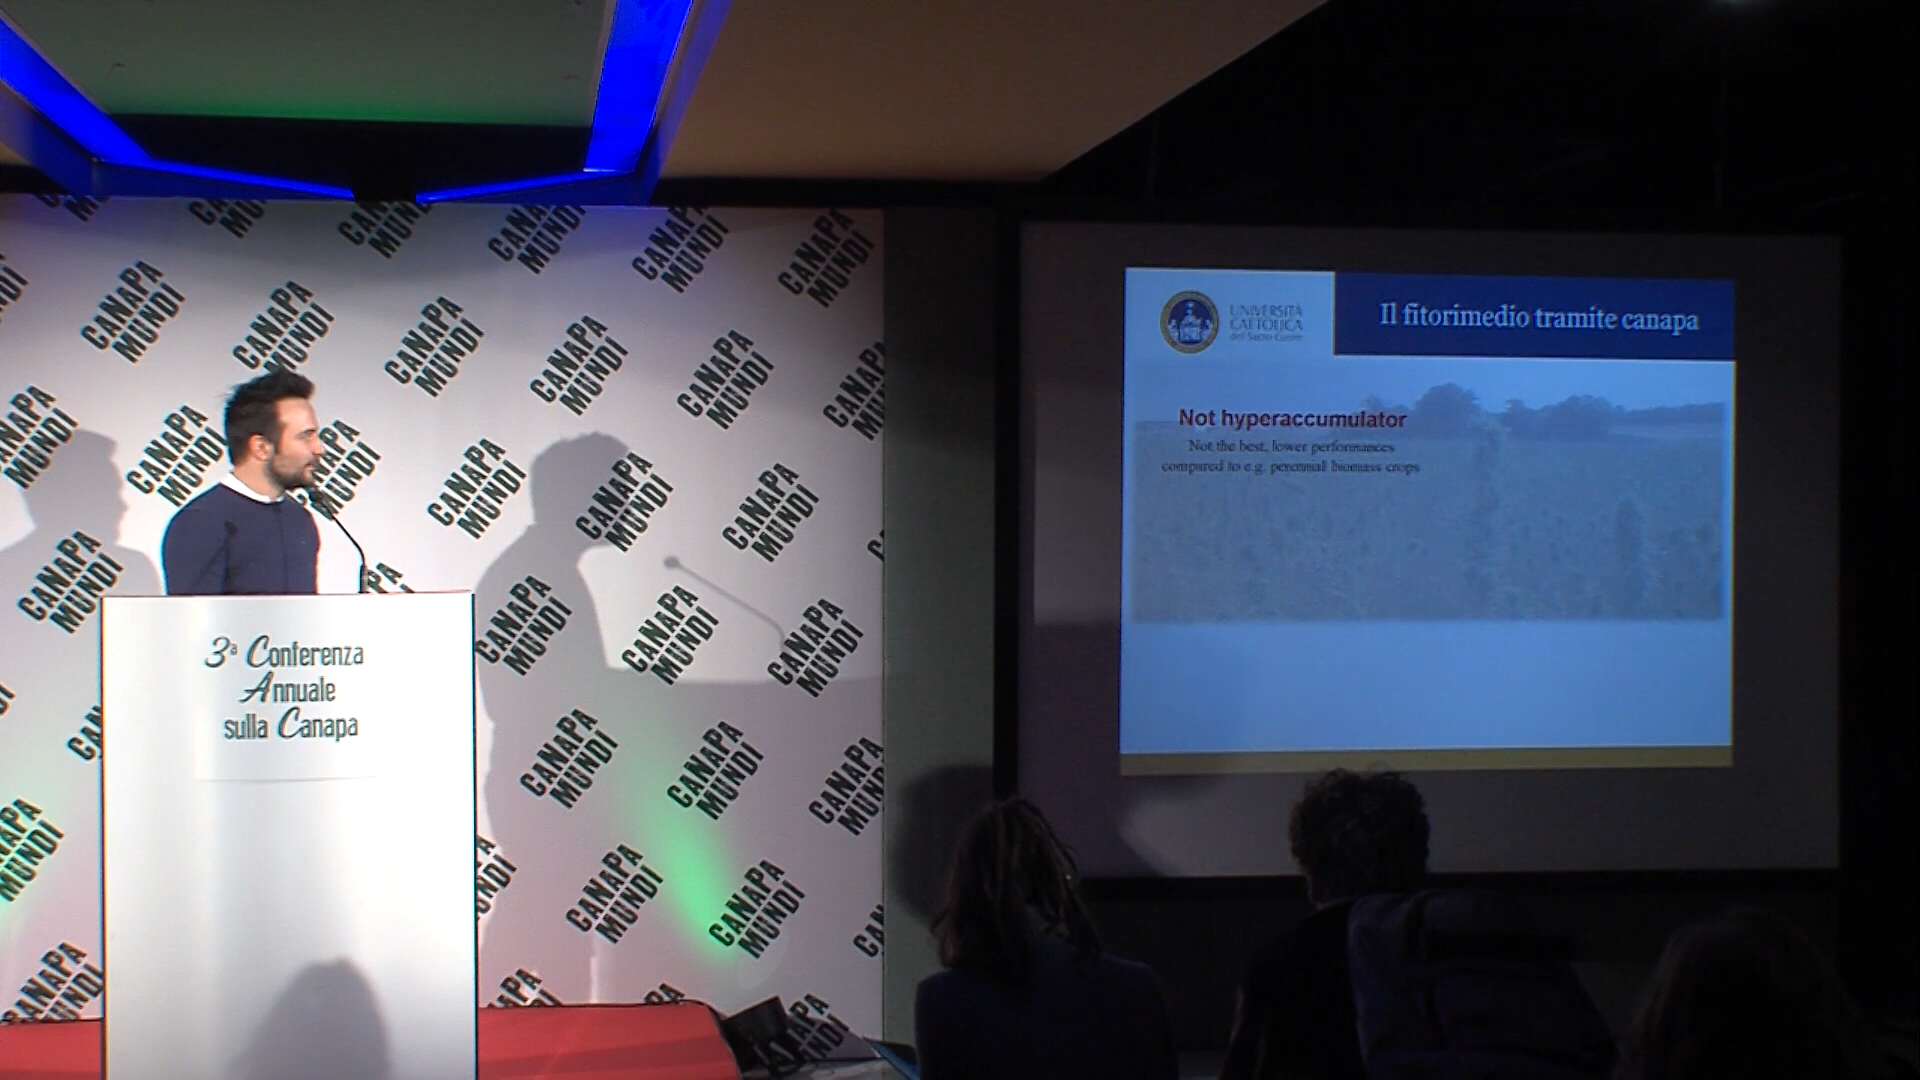 CANAPA
MUNDI
3ª Conferenza
Annuale
sulla Canapa
UNIVERSITÀ
CATTOLICA
del Sacro Cuore
Il fitorimedio tramite canapa
Not hyperaccumulator
Not the best, lower performances
compared to e.g. perennial biomass crops